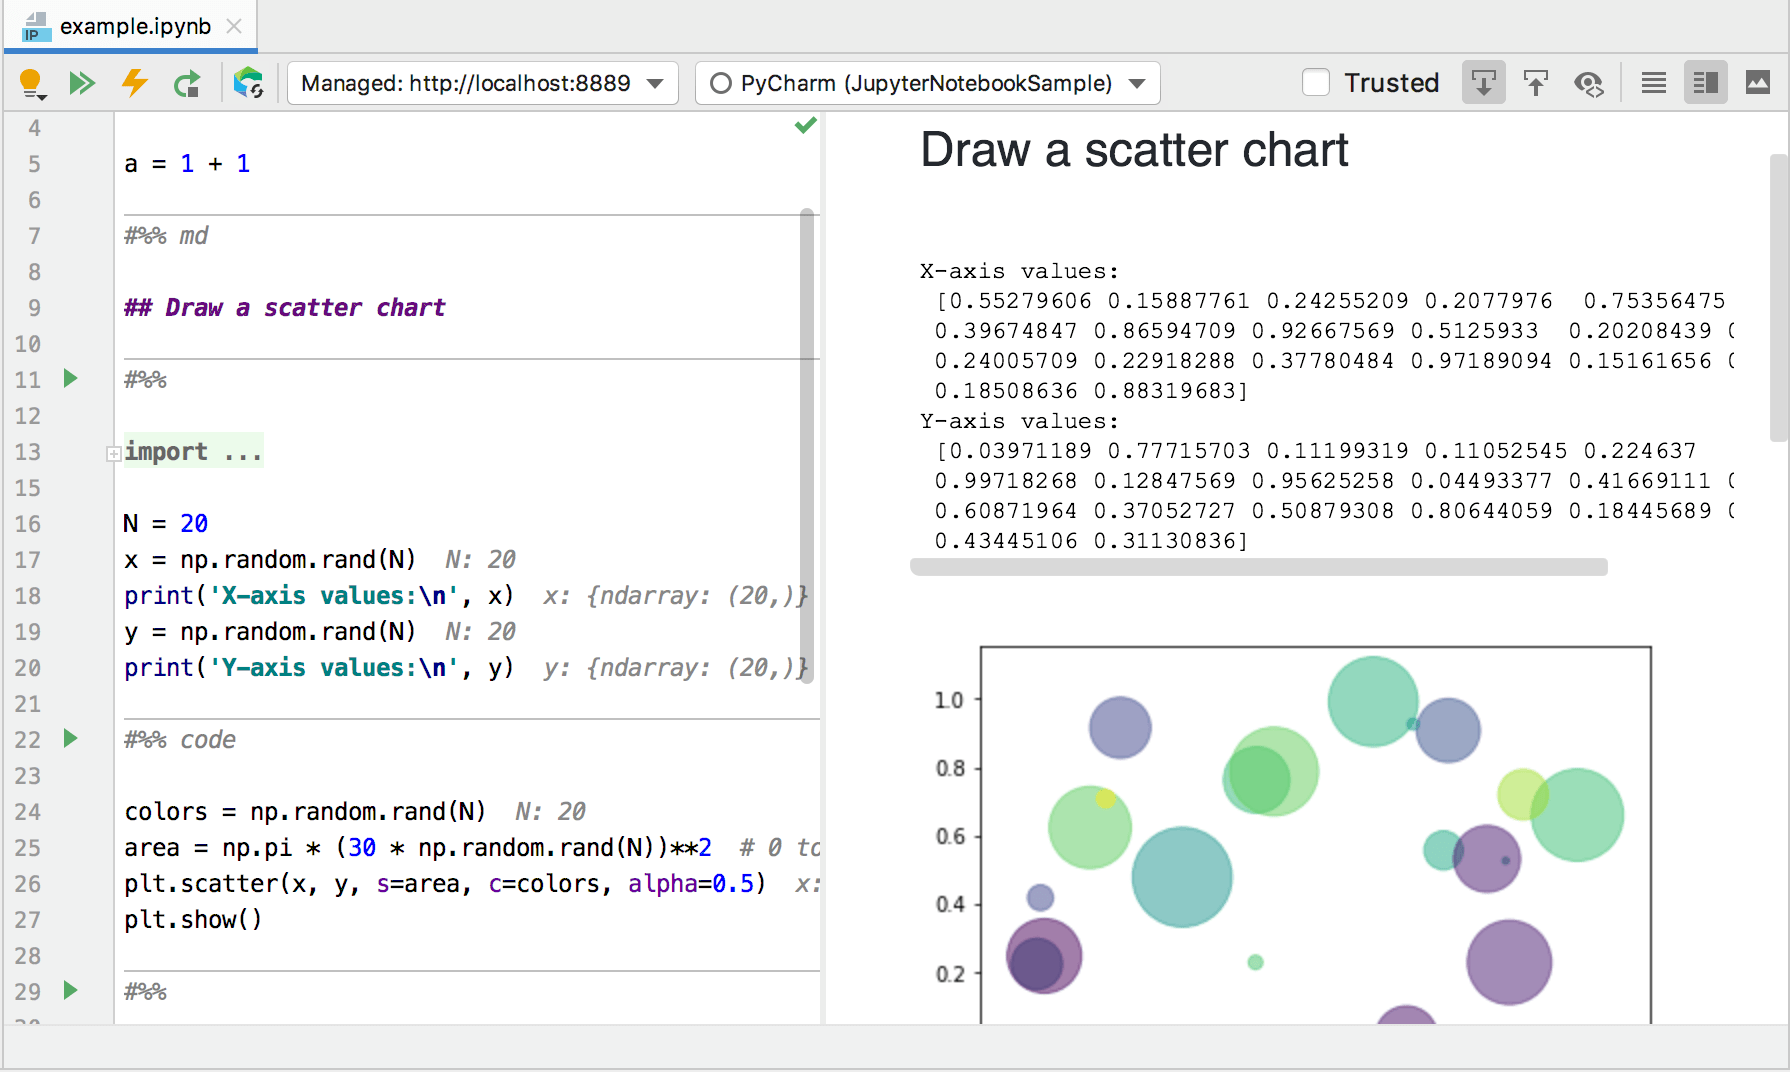 example.ipynb
IP
Managed: http://localhost:8889
PyCharm (JupyterNotebookSample)
Trusted
4
5 a = 1 + 1
6
7 #%% md
8
9 ## Draw a scatter chart
10
11 #%%
12
13 import ...
15
16 N = 20
17 x = np.random.rand(N) N: 20
18 print('X-axis values:\n', x) x: {ndarray: (20,)}
19 y = np.random.rand(N) N: 20
20 print('Y-axis values:\n', y) y: {ndarray: (20,)}
21
22 #%% code
23
24 colors = np.random.rand(N) N: 20
25 area = np.pi * (30 * np.random.rand(N))**2 # 0 to
26 plt.scatter(x, y, s=area, c=colors, alpha=0.5) x:
27 plt.show()
28
29 #%%
Draw a scatter chart
X-axis values:
[0.55279606 0.15887761 0.24255209 0.2077976 0.75356475
0.39674847 0.86594709 0.92667569 0.5125933 0.20208439
0.24005709 0.22918288 0.37780484 0.97189094 0.15161656
0.18508636 0.88319683]
Y-axis values:
[0.03971189 0.77715703 0.11199319 0.11052545 0.224637
0.99718268 0.12847569 0.95625258 0.04493377 0.41669111
0.60871964 0.37052727 0.50879308 0.80644059 0.18445689
0.43445106 0.31130836]
1.0
0.8
0.6
0.4
0.2